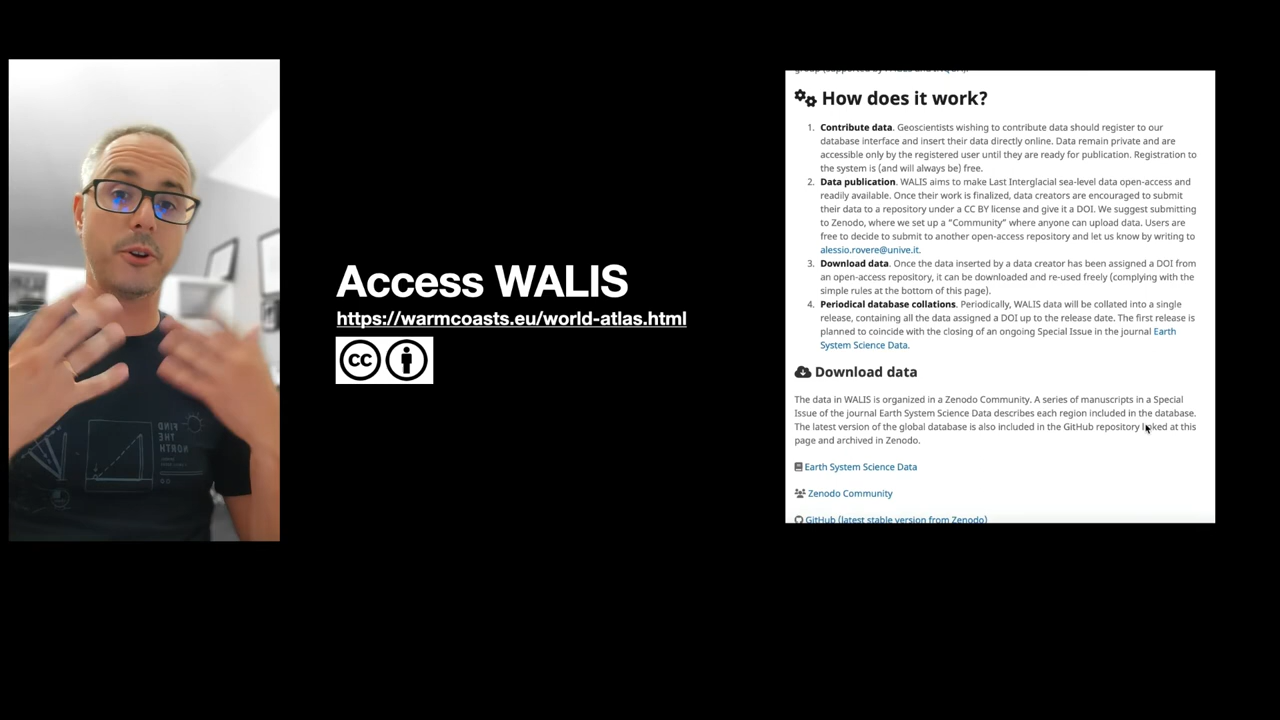 FIND
THE
NORTH
Access WALIS
https://warmcoasts.eu/world-atlas.html
cc
How does it work?
1. Contribute data. Geoscientists wishing to contribute data should register to our
database interface and insert their data directly online. Data remain private and are
accessible only by the registered user until they are ready for publication. Registration to
the system is (and will always be) free.
2. Data publication. WALIS aims to make Last Interglacial sea-level data open-access and
readily available. Once their work is finalized, data creators are encouraged to submit
their data to a repository under a CC BY license and give it a DOI. We suggest submitting
to Zenodo, where we set up a “Community” where anyone can upload data. Users are
free to decide to submit to another open-access repository and let us know by writing to
alessio.rovere@unive.it.
3. Download data. Once the data inserted by a data creator has been assigned a DOI from
an open-access repository, it can be downloaded and re-used freely (complying with the
simple rules at the bottom of this page).
4. Periodical database collations. Periodically, WALIS data will be collated into a single
release, containing all the data assigned a DOI up to the release date. The first release is
planned to coincide with the closing of an ongoing Special Issue in the journal Earth
System Science Data.
Download data
The data in WALIS is organized in a Zenodo Community. A series of manuscripts in a Special
Issue of the journal Earth System Science Data describes each region included in the database.
The latest version of the global database is also included in the GitHub repository linked at this
page and archived in Zenodo.
Earth System Science Data
Zenodo Community
GitHub (latest stable version from Zenodo)